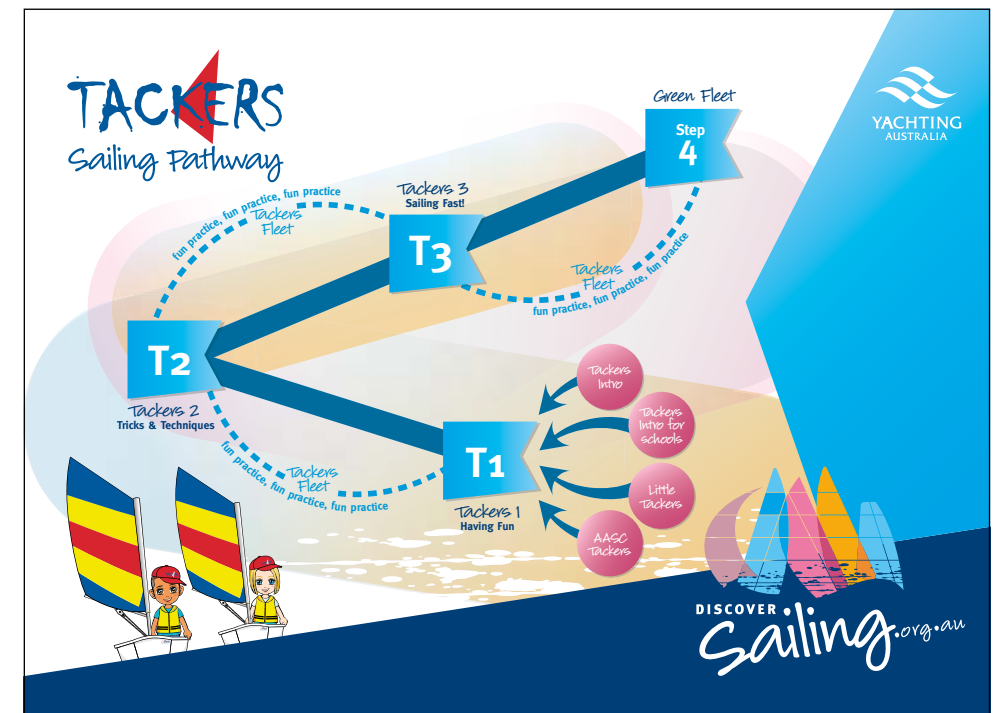 TACKERS
Sailing Pathway
Green Fleet
Step
4
YACHTING
AUSTRALIA
Tackers 3
Sailing Fast!
T3
fun practice, fun practice, fun practice
Tackers
Fleet
Tackers
Fleet
fun practice, fun practice, fun practice
T2
Tackers 2
Tricks & Techniques
Tackers
Intro
Tackers
Intro for
schools
T1
Tackers 1
Having Fun
Little
Tackers
AASC
Tackers
Tackers
Fleet
fun practice, fun practice, fun practice
DISCOVER
Sailing.org.au